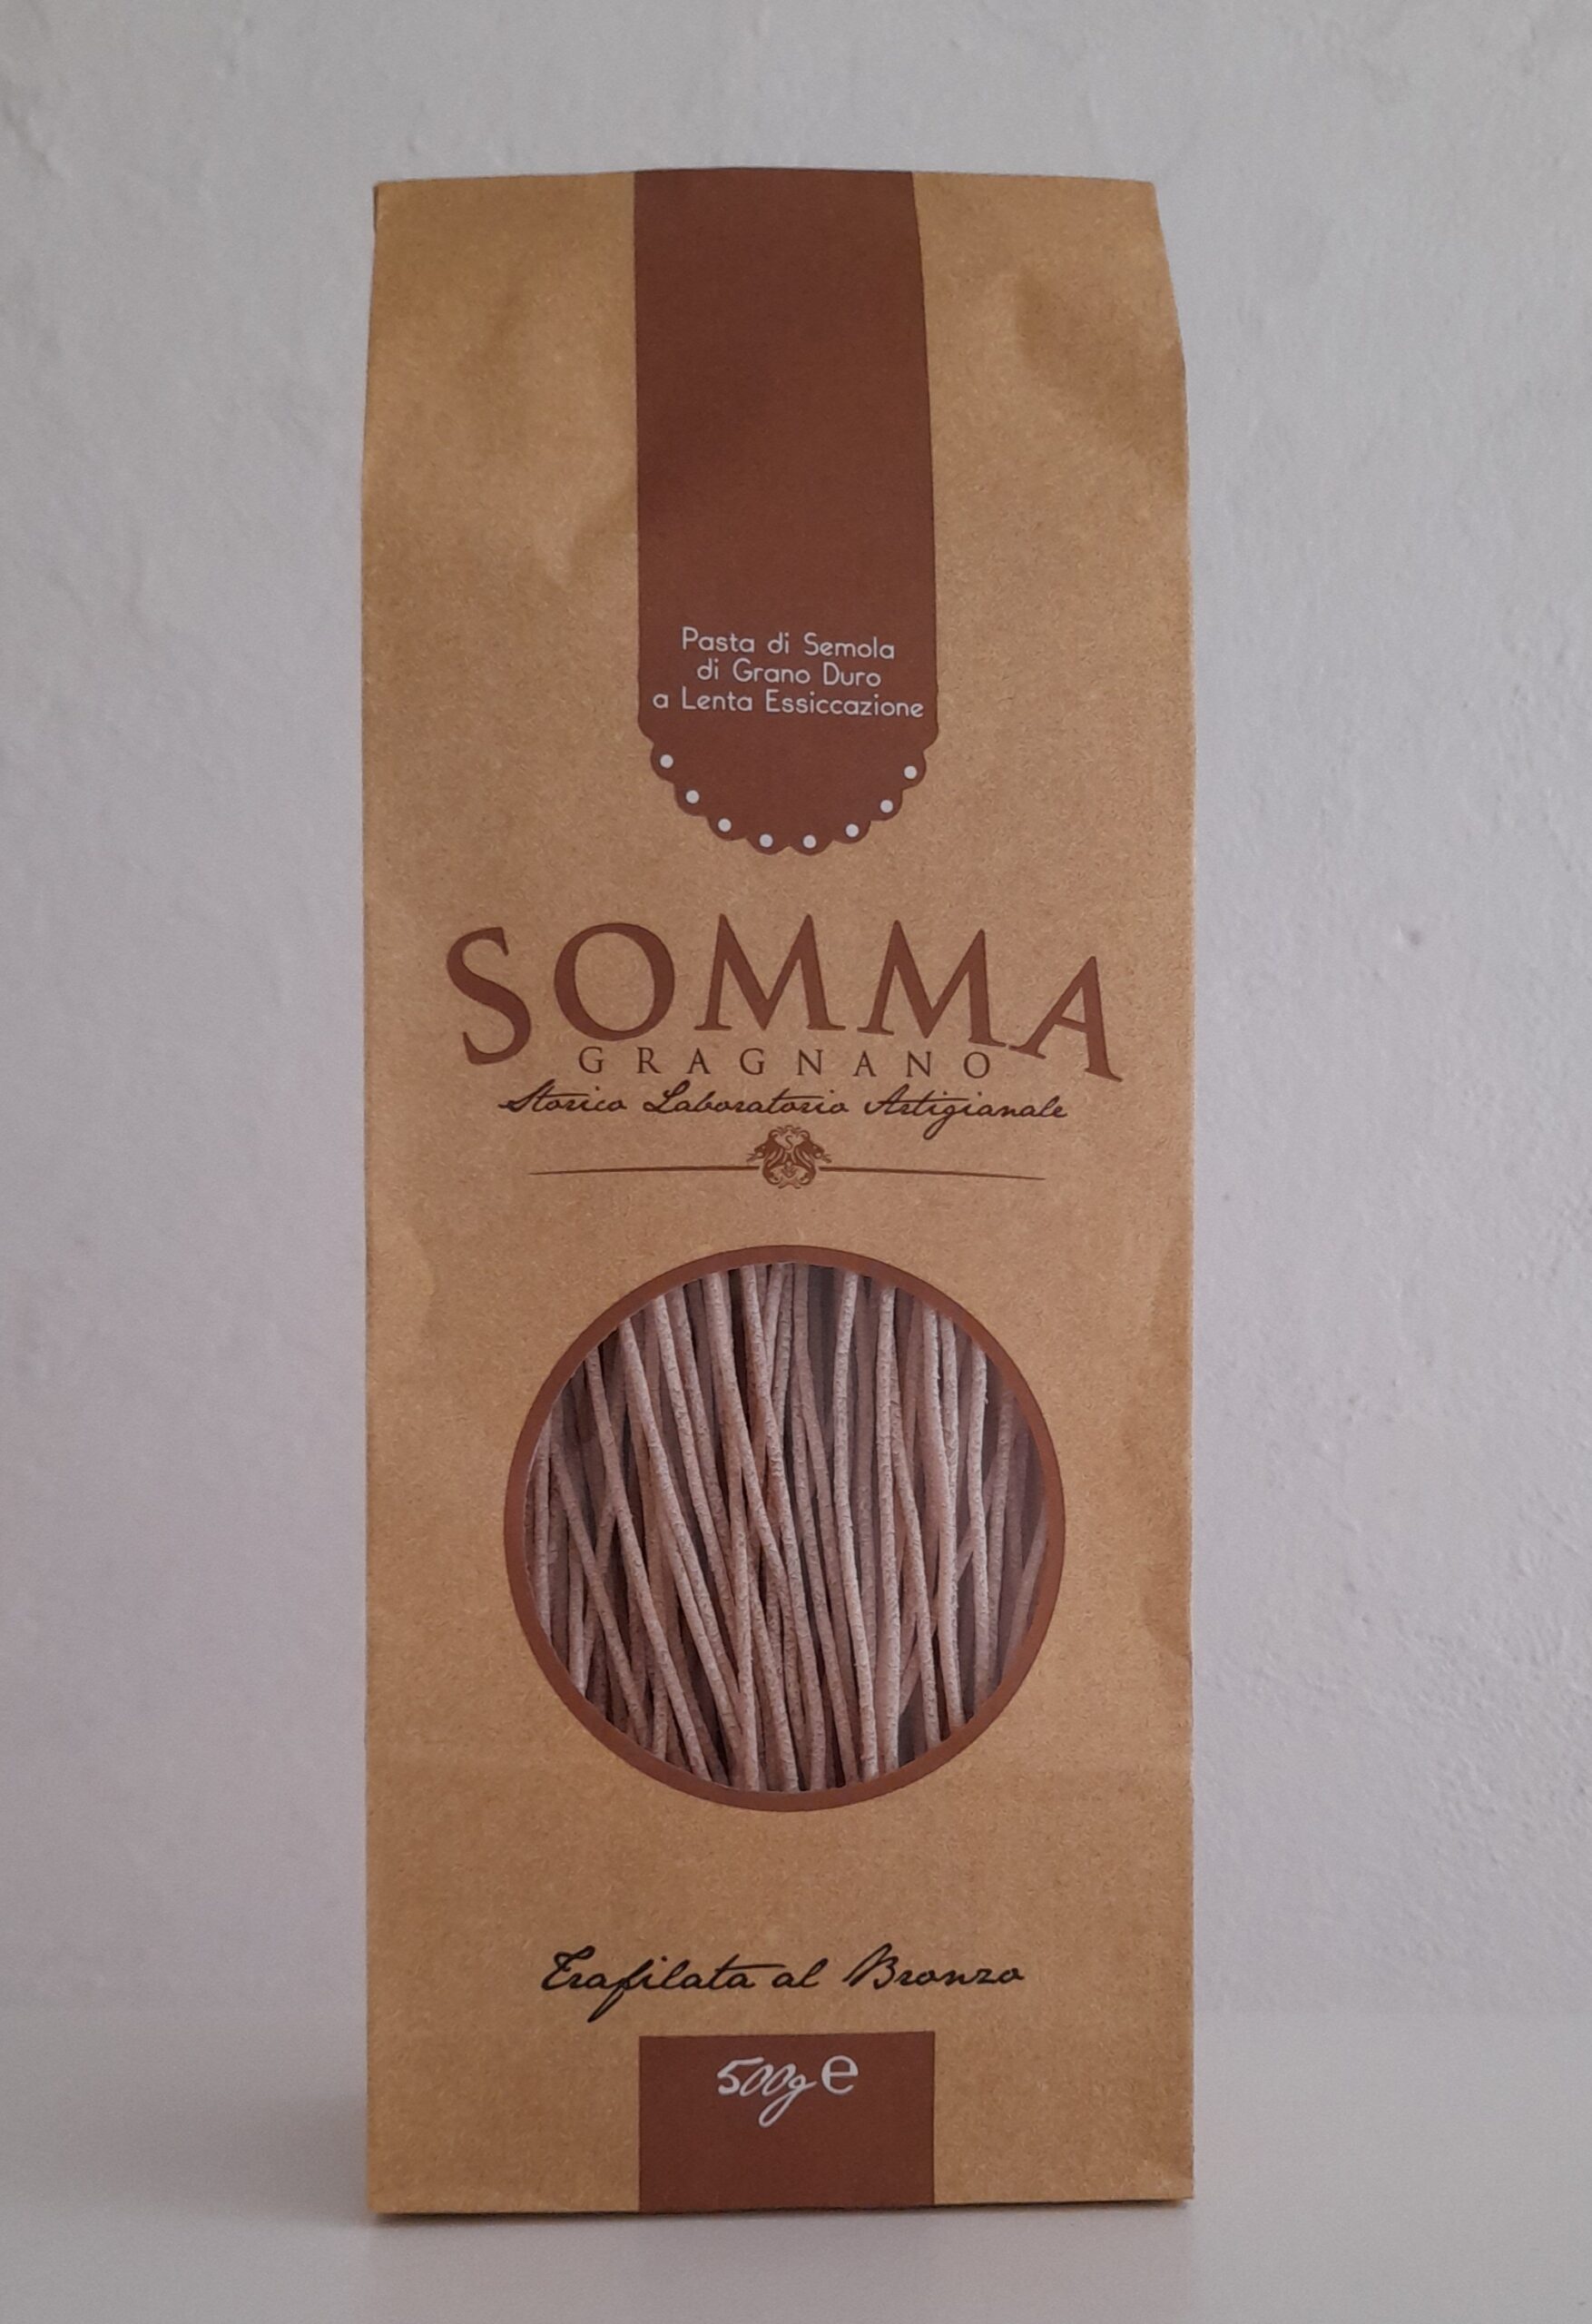 Pasta di Semola
di Grano Duro
a Lenta Essiccazione
SOMMA
GRAGNANO
Storico Laboratorio Artigianale
Trafilata al Bronzo
500g e